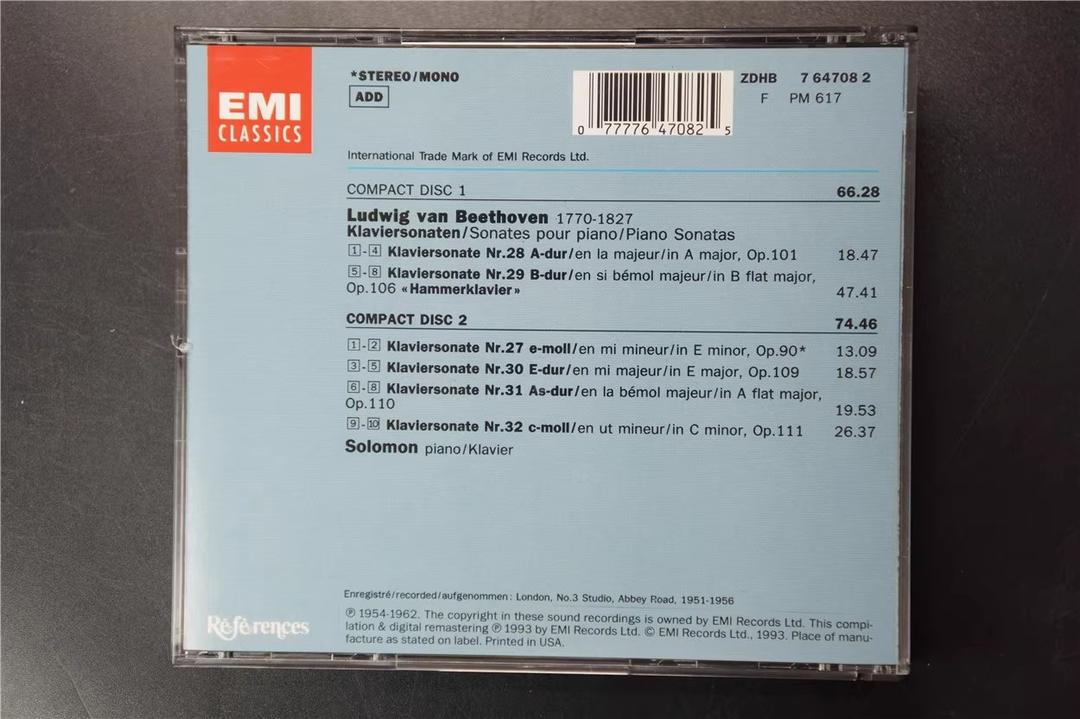 EMI
CLASSICS
*STEREO/MONO
ADD
0 77776 47082 5
ZDHB 7 64708 2
F PM 617
International Trade Mark of EMI Records Ltd.
COMPACT DISC 1 66.28
Ludwig van Beethoven 1770-1827
Klaviersonaten/Sonates pour piano/Piano Sonatas
1-4 Klaviersonate Nr.28 A-dur/en la majeur/in A major, Op.101 18.47
5-8 Klaviersonate Nr.29 B-dur/en si bémol majeur/in B flat major,
Op.106 «Hammerklavier» 47.41
COMPACT DISC 2 74.46
1-2 Klaviersonate Nr.27 e-moll/en mi mineur/in E minor, Op.90* 13.09
3-5 Klaviersonate Nr.30 E-dur/en mi majeur/in E major, Op.109 18.57
6-8 Klaviersonate Nr.31 As-dur/en la bémol majeur/in A flat major,
Op.110 19.53
9-10 Klaviersonate Nr.32 c-moll/en ut mineur/in C minor, Op.111 26.37
Solomon piano/Klavier
Enregistré/recorded/aufgenommen: London, No.3 Studio, Abbey Road, 1951-1956
℗ 1954-1962. The copyright in these sound recordings is owned by EMI Records Ltd. This compi-
lation & digital remastering ℗ 1993 by EMI Records Ltd. © EMI Records Ltd., 1993. Place of manu-
facture as stated on label. Printed in USA.
Références